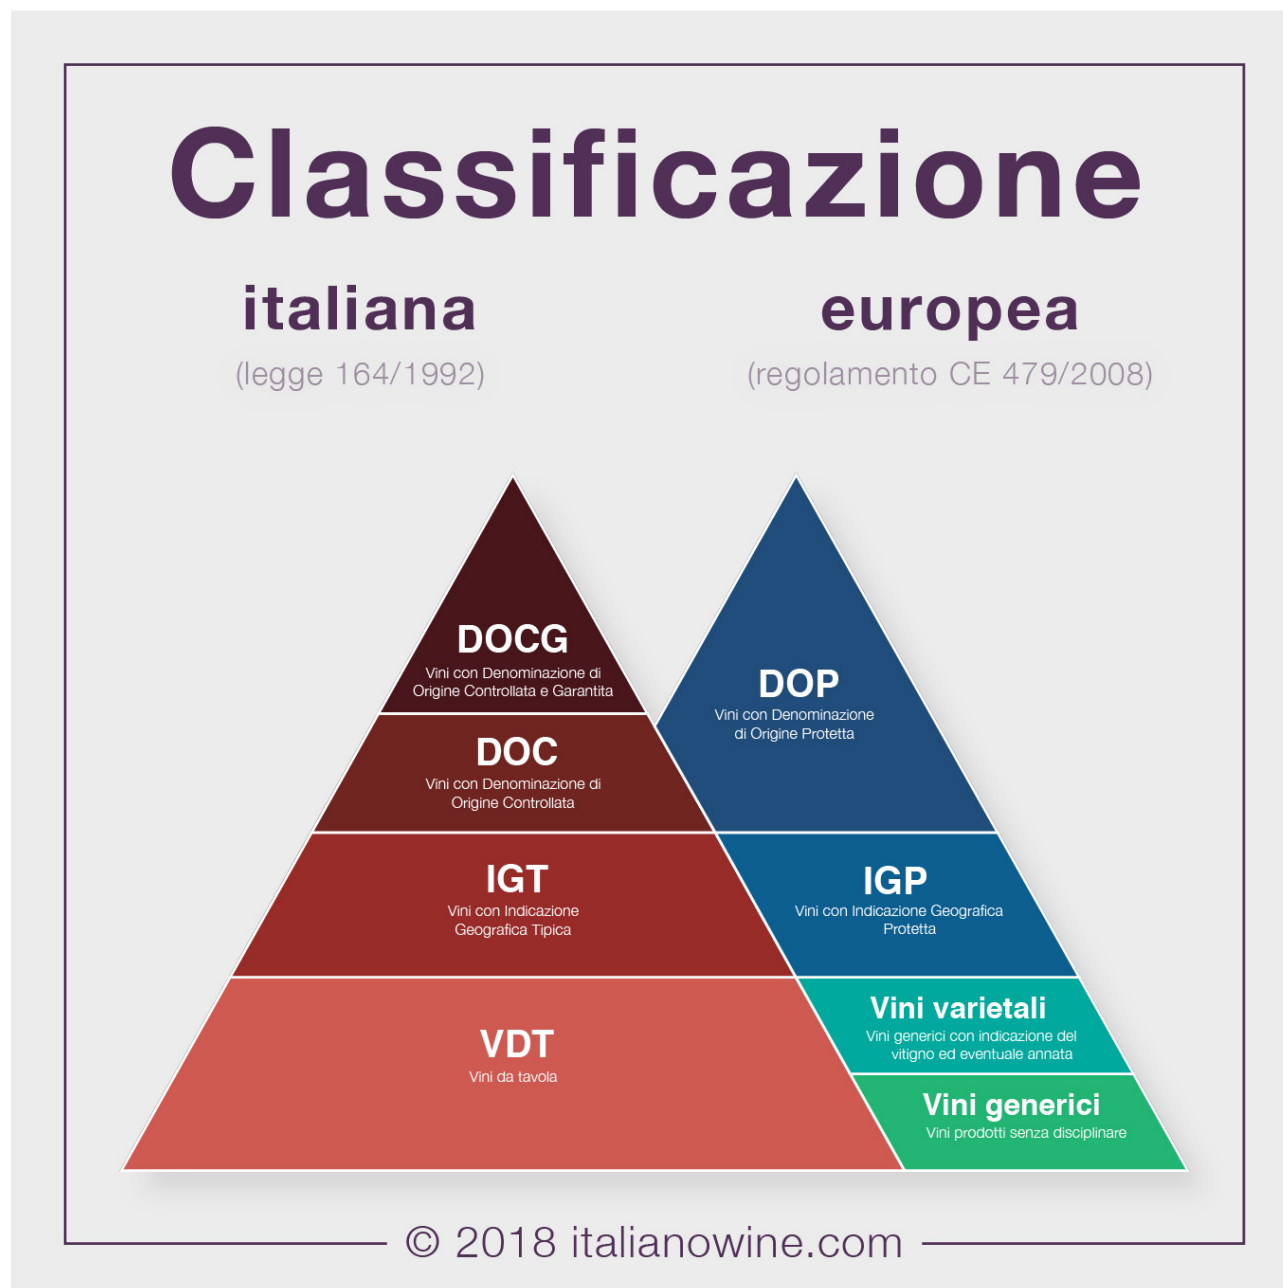 Classificazione
italiana
(legge 164/1992)
europea
(regolamento CE 479/2008)
DOCG
Vini con Denominazione di
Origine Controllata e Garantita
DOC
Vini con Denominazione di
Origine Controllata
IGT
Vini con Indicazione
Geografica Tipica
VDT
Vini da tavola
DOP
Vini con Denominazione
di Origine Protetta
IGP
Vini con Indicazione Geografica
Protetta
Vini varietali
Vini generici con indicazione del
vitigno ed eventuale annata
Vini generici
Vini prodotti senza disciplinare
© 2018 italianowine.com